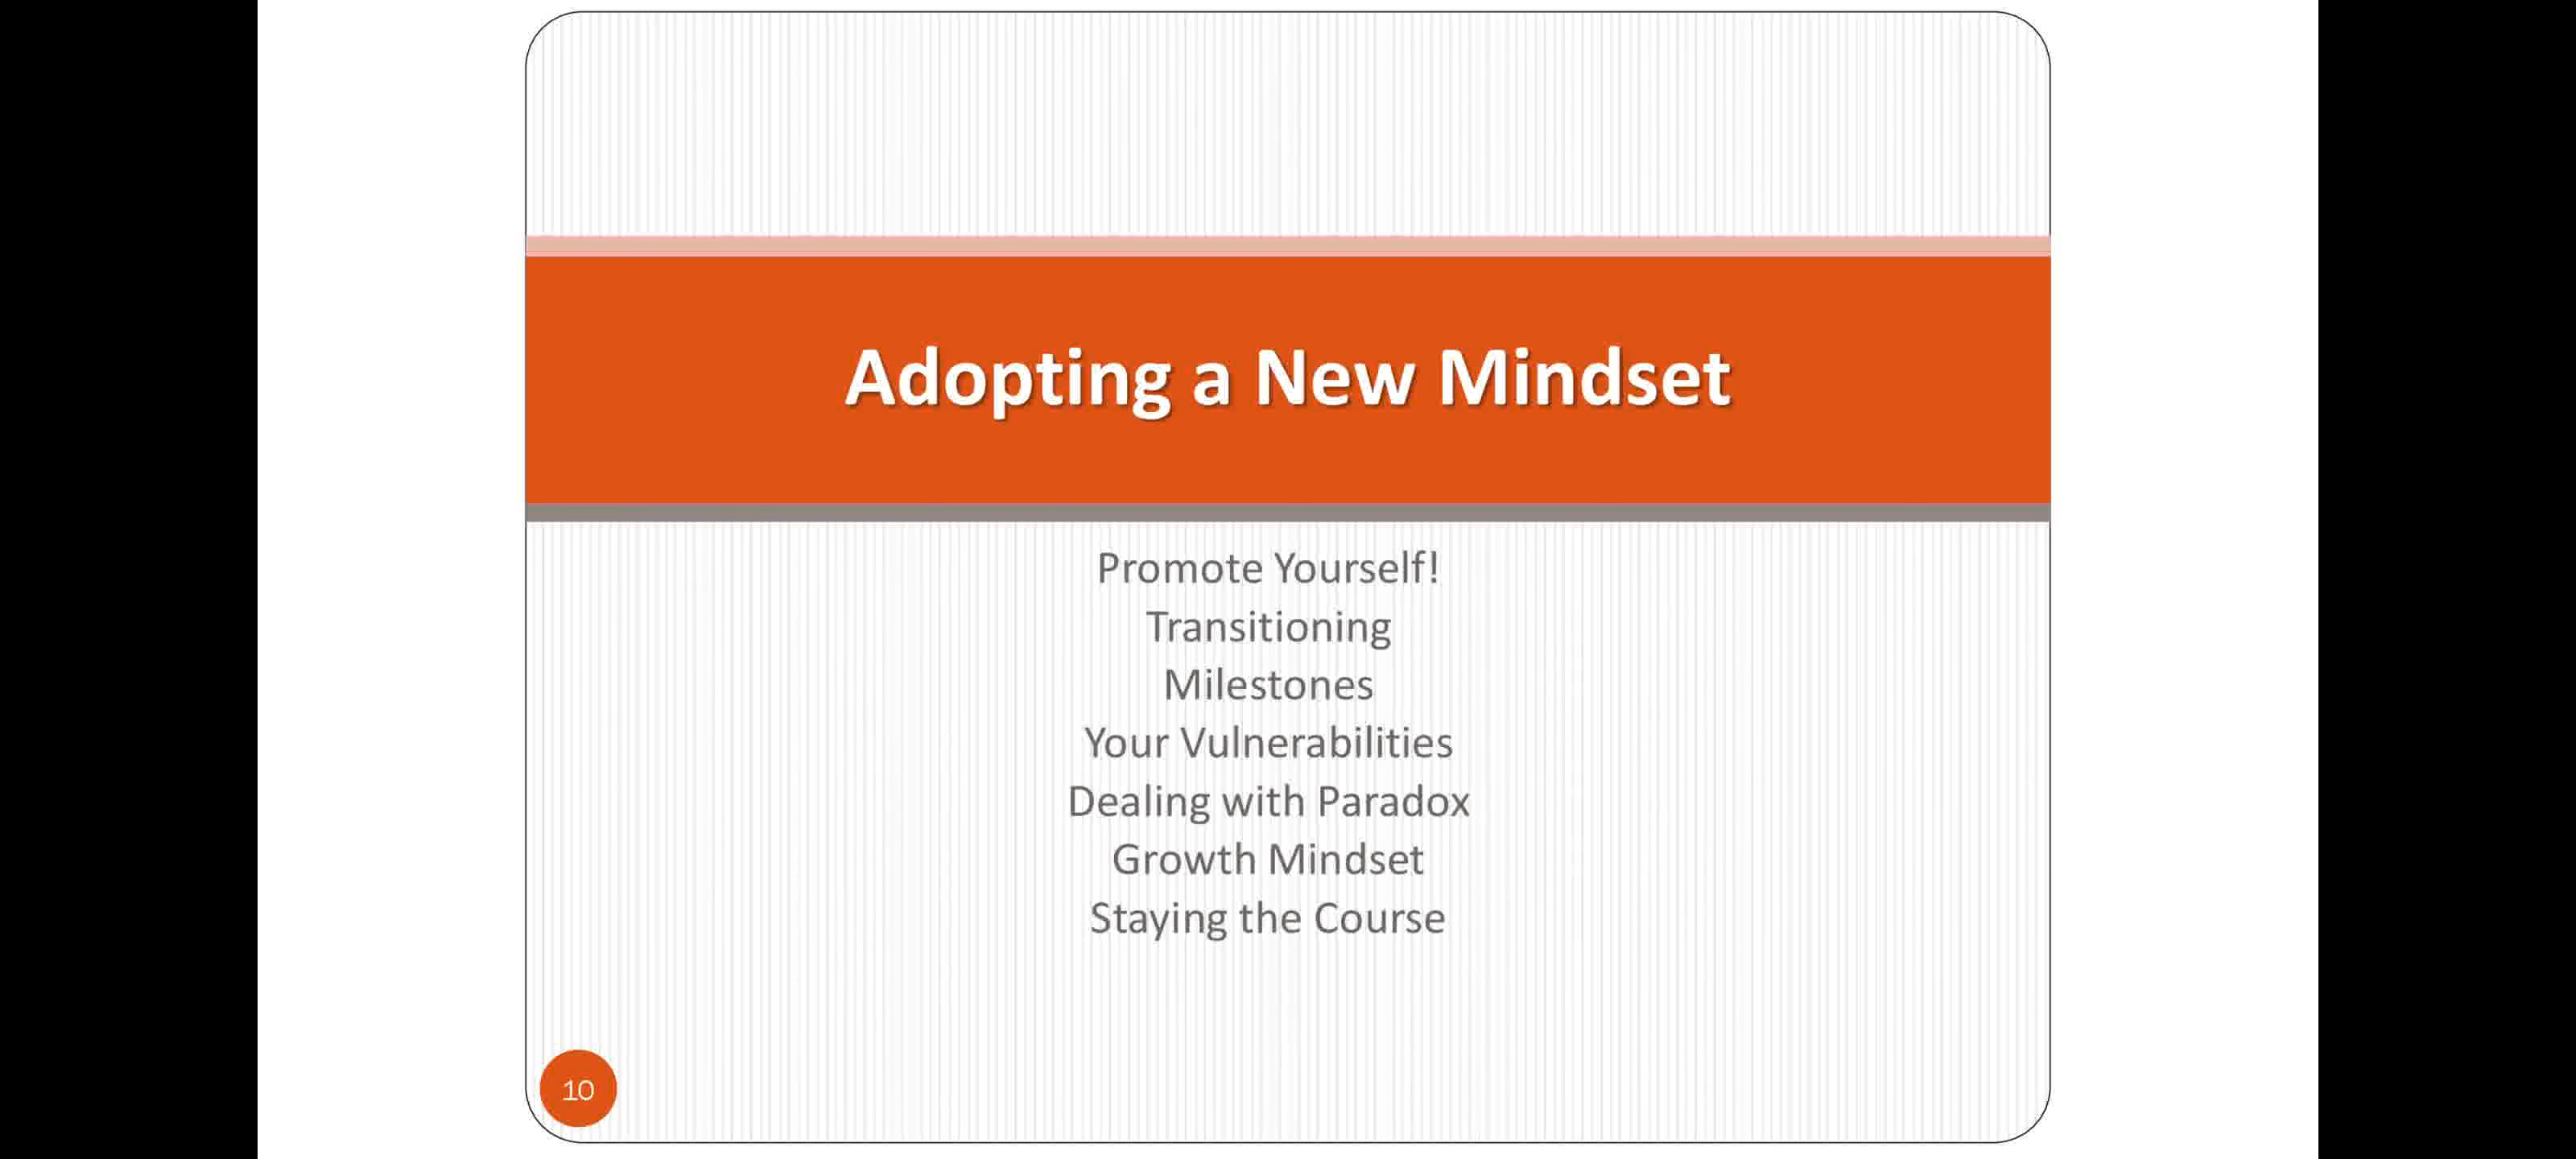 Adopting a New Mindset
Promote Yourself!
Transitioning
Milestones
Your Vulnerabilities
Dealing with Paradox
Growth Mindset
Staying the Course
10